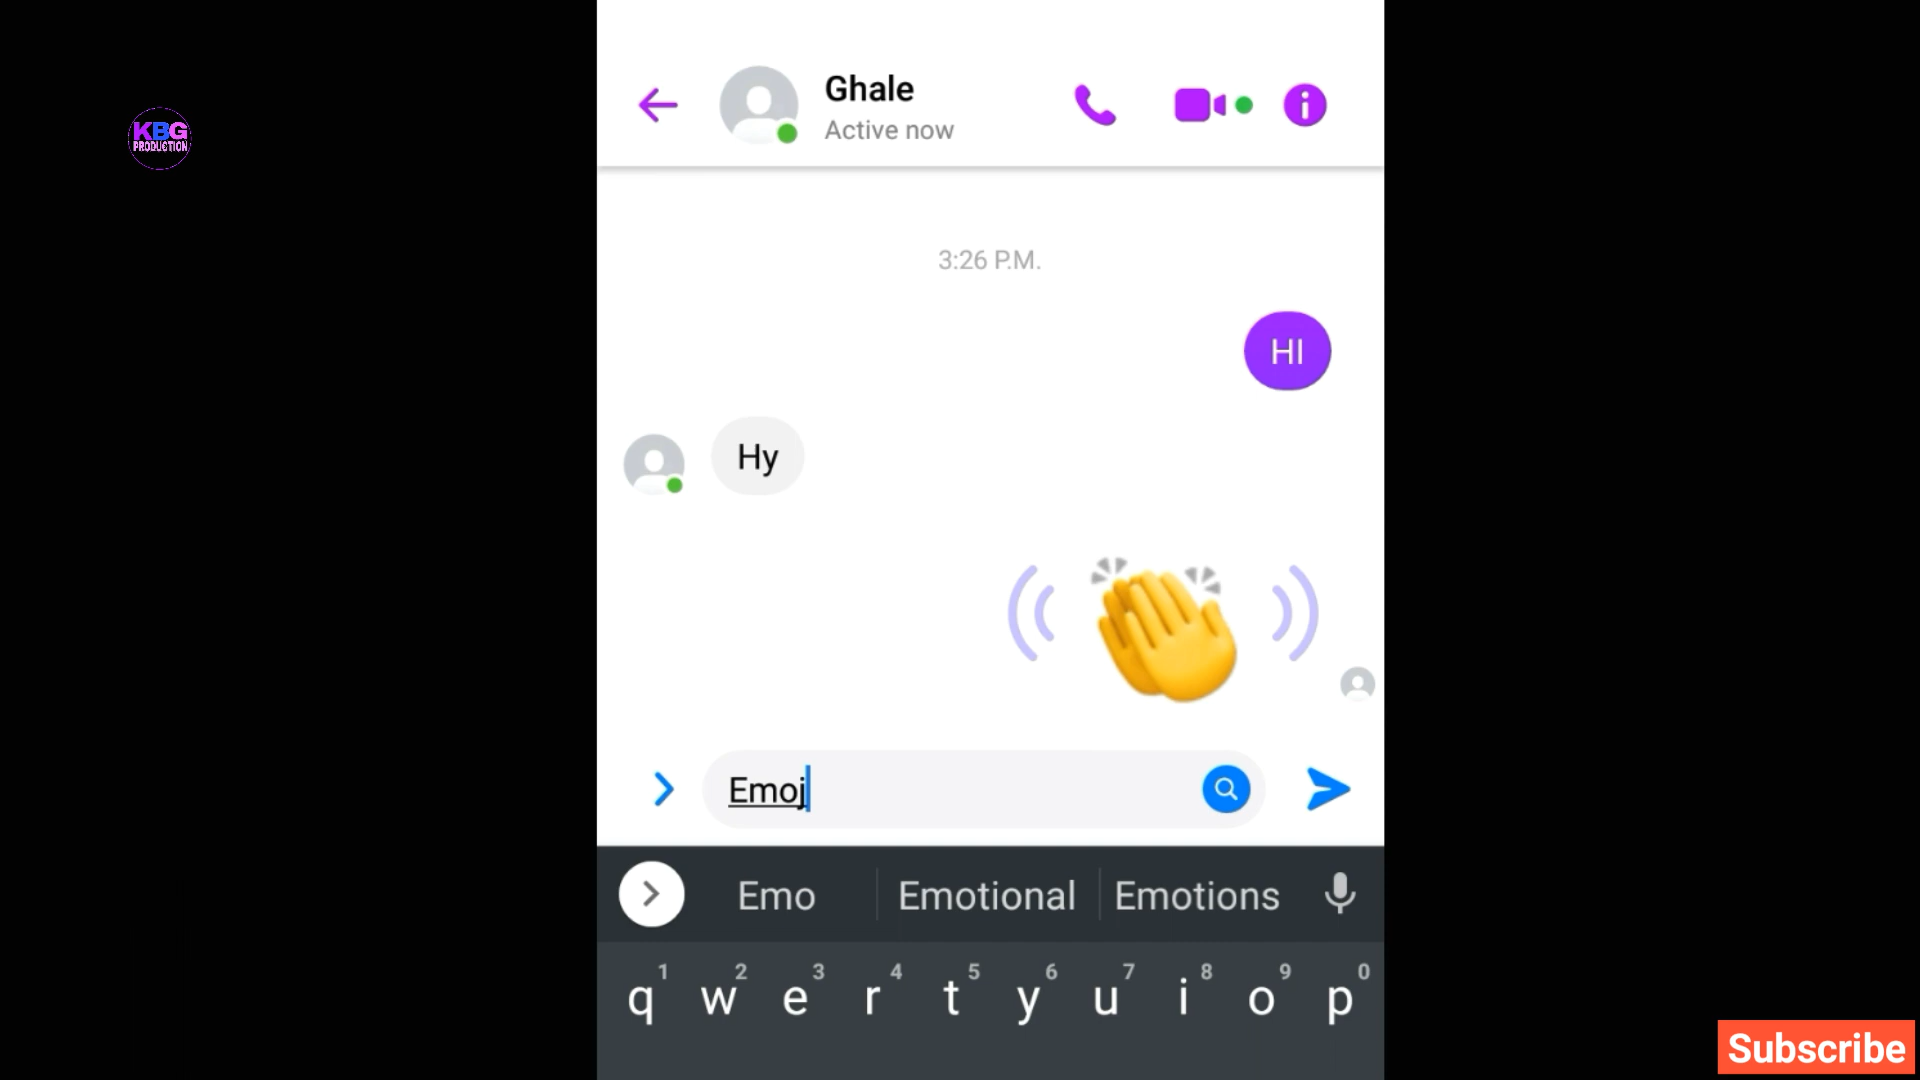 KBG
PRODUCTION
Ghale
Active now
3:26 P.M.
HI
Hy
Emoj
Emo Emotional Emotions
1 2 3 4 5 6 7 8 9 0
q w e r t y u i o p
Subscribe